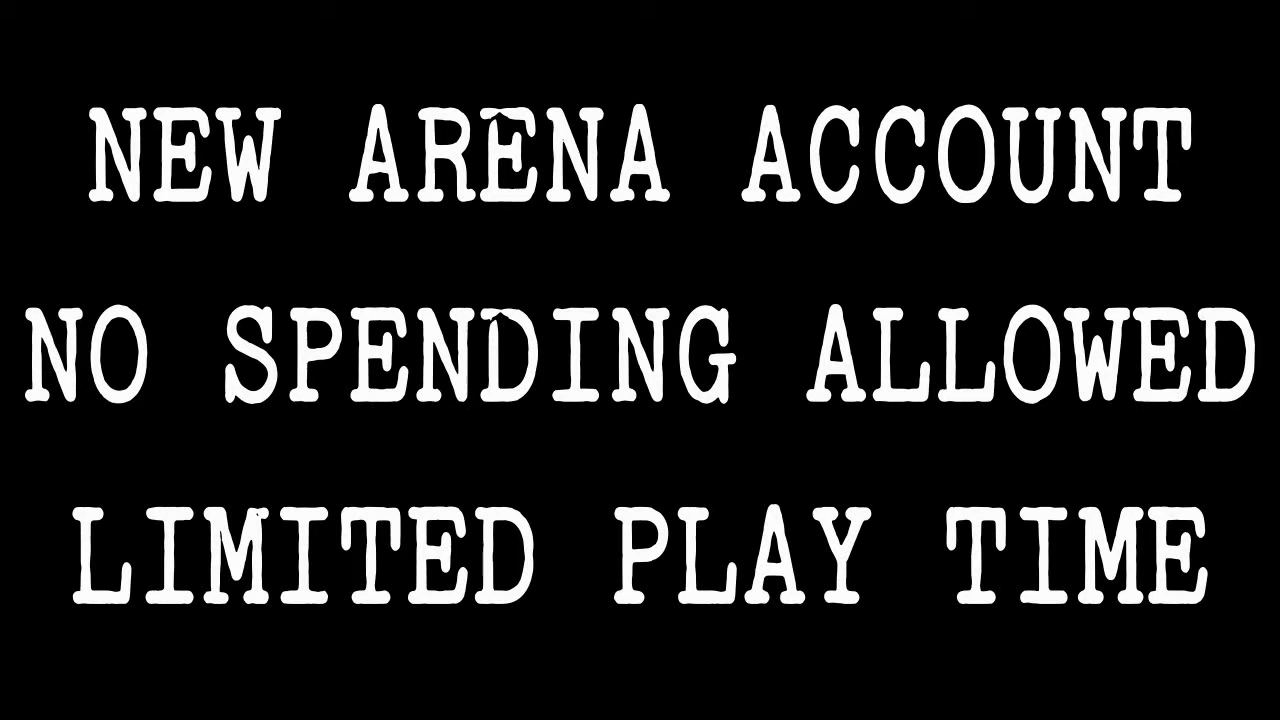 NEW ARENA ACCOUNT
NO SPENDING ALLOWED
LIMITED PLAY TIME